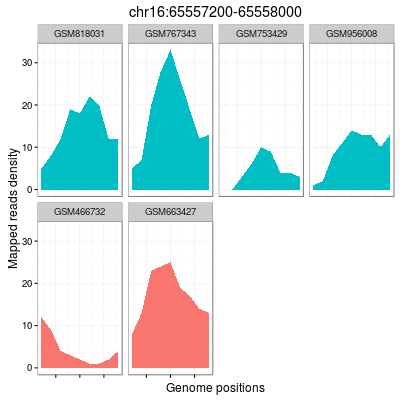 chr16:65557200-65558000
GSM818031 GSM767343 GSM753429 GSM956008
30
20
10
0
Mapped reads density
GSM466732 GSM663427
30
20
10
0
Genome positions